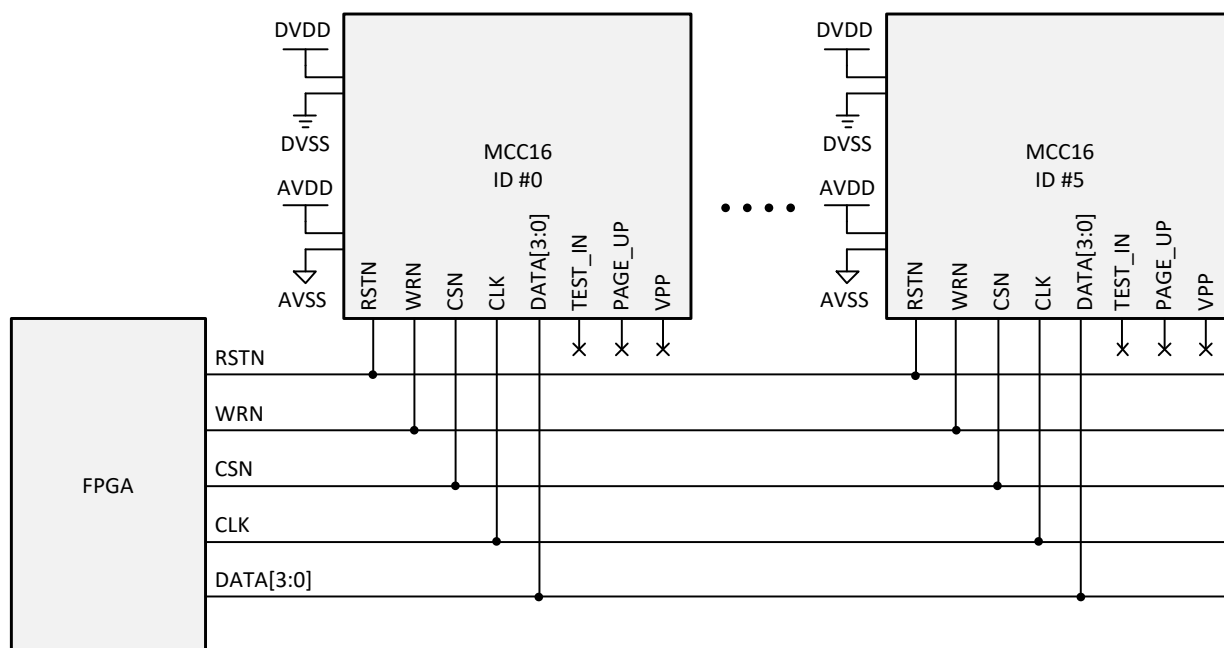 DVDD
DVSS
AVDD
AVSS
MCC16
ID #0
RSTN
WRN
CSN
CLK
DATA[3:0]
TEST_IN
PAGE_UP
VPP
DVDD
DVSS
AVDD
AVSS
MCC16
ID #5
RSTN
WRN
CSN
CLK
DATA[3:0]
TEST_IN
PAGE_UP
VPP
FPGA
RSTN
WRN
CSN
CLK
DATA[3:0]